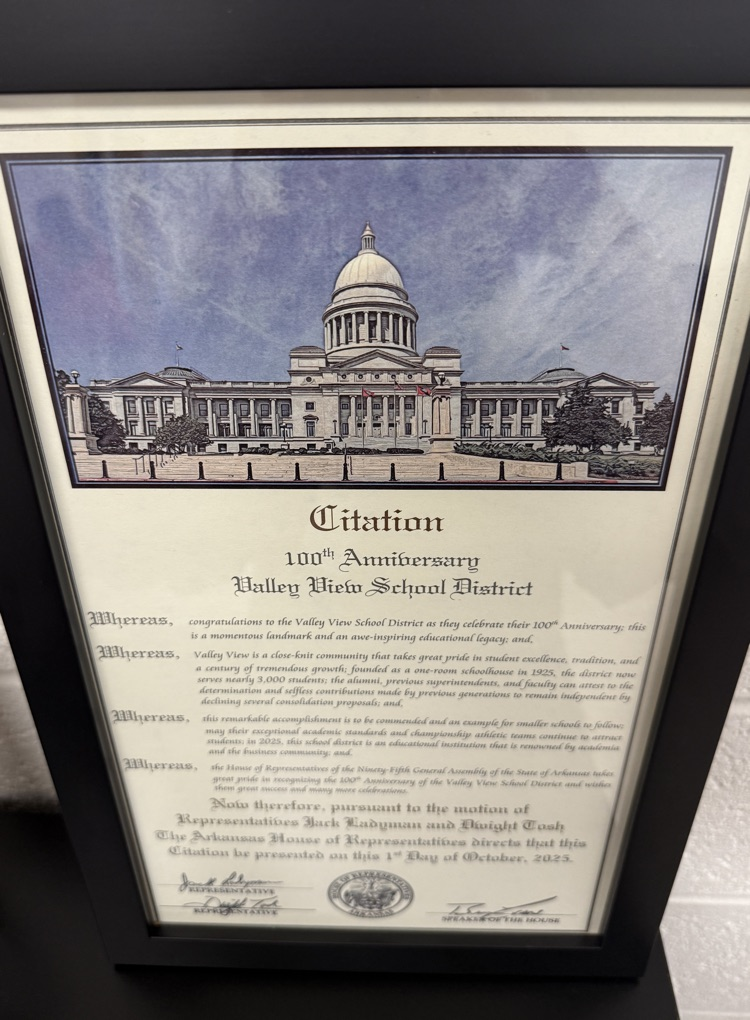 Citation
100th Anniversary
Valley View School District
Whereas, congratulations to the Valley View School District as they celebrate their 100th Anniversary; this
is a momentous landmark and an awe-inspiring educational legacy; and,
Whereas, Valley View is a close-knit community that takes great pride in student excellence, tradition, and
a century of tremendous growth; founded as a one-room schoolhouse in 1925, the district now
serves nearly 3,000 students; the alumni, previous superintendents, and faculty can attest to the
determination and selfless contributions made by previous generations to remain independent by
declining several consolidation proposals; and,
Whereas, this remarkable accomplishment is to be commended and an example for smaller schools to follow;
may their exceptional academic standards and championship athletic teams continue to attract
students; in 2025, this school district is an educational institution that is renowned by academia
and the business community; and,
Whereas, the House of Representatives of the Ninety-Fifth General Assembly of the State of Arkansas takes
great pride in recognizing the 100th Anniversary of the Valley View School District and wishes
them great success and many more celebrations.
Now therefore, pursuant to the motion of
Representatives Jack Ladyman and Dwight Tosh
The Arkansas House of Representatives directs that this
Citation be presented on this 1st Day of October, 2025.
REPRESENTATIVE
REPRESENTATIVE
SPEAKER OF THE HOUSE